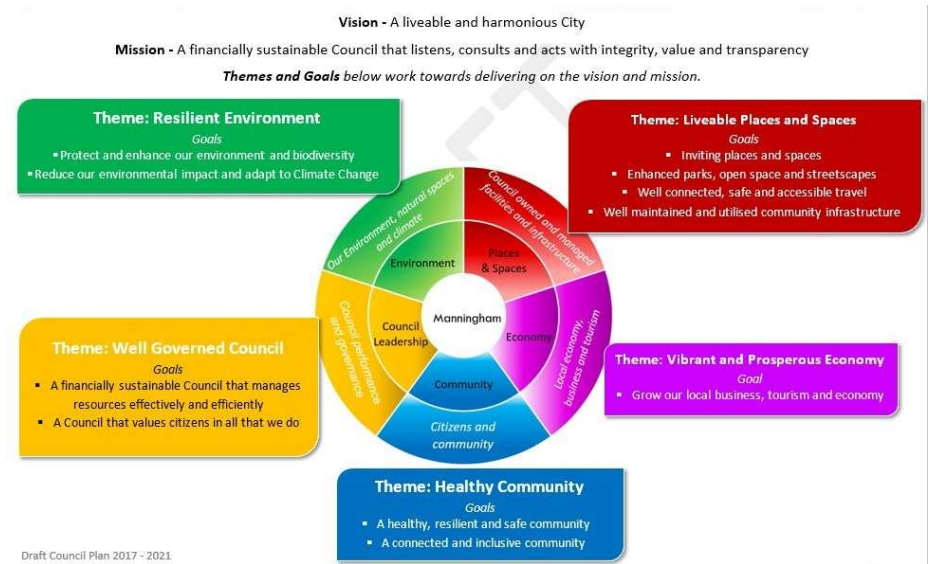 Vision - A liveable and harmonious City
Mission - A financially sustainable Council that listens, consults and acts with integrity, value and transparency
Themes and Goals below work towards delivering on the vision and mission.
Theme: Resilient Environment
Goals
▪ Protect and enhance our environment and biodiversity
▪ Reduce our environmental impact and adapt to Climate Change
Theme: Liveable Places and Spaces
Goals
▪ Inviting places and spaces
▪ Enhanced parks, open space and streetscapes
▪ Well connected, safe and accessible travel
▪ Well maintained and utilised community infrastructure
Our Environment, natural spaces
and climate
Council owned and managed
facilities and infrastructure
Environment
Places
& Spaces
Manningham
Council
Leadership
Economy
Community
Council performance
and governance
Local economy,
business and tourism
Citizens and
community
Theme: Well Governed Council
Goals
▪ A financially sustainable Council that manages
resources effectively and efficiently
▪ A Council that values citizens in all that we do
Theme: Vibrant and Prosperous Economy
Goal
▪ Grow our local business, tourism and economy
Theme: Healthy Community
Goals
▪ A healthy, resilient and safe community
▪ A connected and inclusive community
Draft Council Plan 2017 - 2021